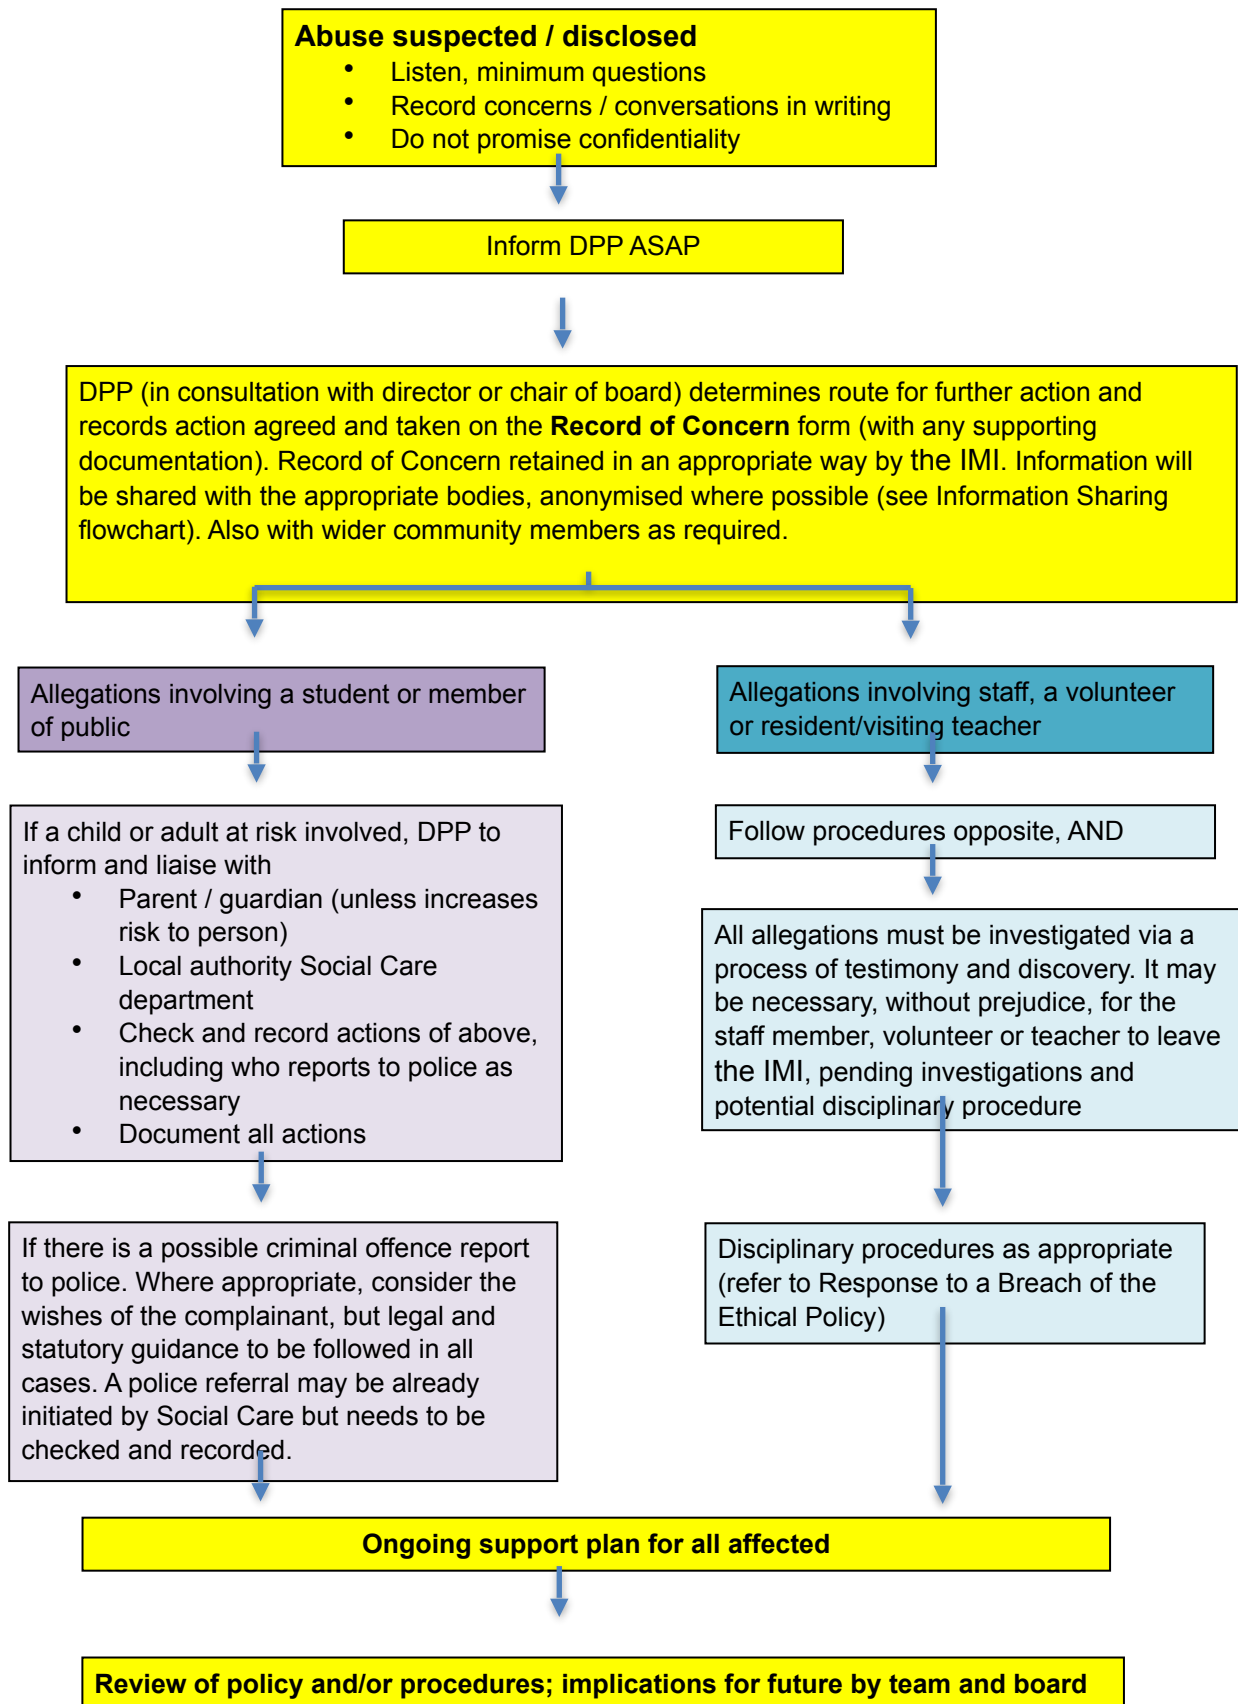 Abuse suspected / disclosed
• Listen, minimum questions
• Record concerns / conversations in writing
• Do not promise confidentiality
Inform DPP ASAP
DPP (in consultation with director or chair of board) determines route for further action and
records action agreed and taken on the Record of Concern form (with any supporting
documentation). Record of Concern retained in an appropriate way by the IMI. Information will
be shared with the appropriate bodies, anonymised where possible (see Information Sharing
flowchart). Also with wider community members as required.
Allegations involving a student or member
of public
If a child or adult at risk involved, DPP to
inform and liaise with
• Parent / guardian (unless increases
risk to person)
• Local authority Social Care
department
• Check and record actions of above,
including who reports to police as
necessary
• Document all actions
If there is a possible criminal offence report
to police. Where appropriate, consider the
wishes of the complainant, but legal and
statutory guidance to be followed in all
cases. A police referral may be already
initiated by Social Care but needs to be
checked and recorded.
Allegations involving staff, a volunteer
or resident/visiting teacher
Follow procedures opposite, AND
All allegations must be investigated via a
process of testimony and discovery. It may
be necessary, without prejudice, for the
staff member, volunteer or teacher to leave
the IMI, pending investigations and
potential disciplinary procedure
Disciplinary procedures as appropriate
(refer to Response to a Breach of the
Ethical Policy)
Ongoing support plan for all affected
Review of policy and/or procedures; implications for future by team and board